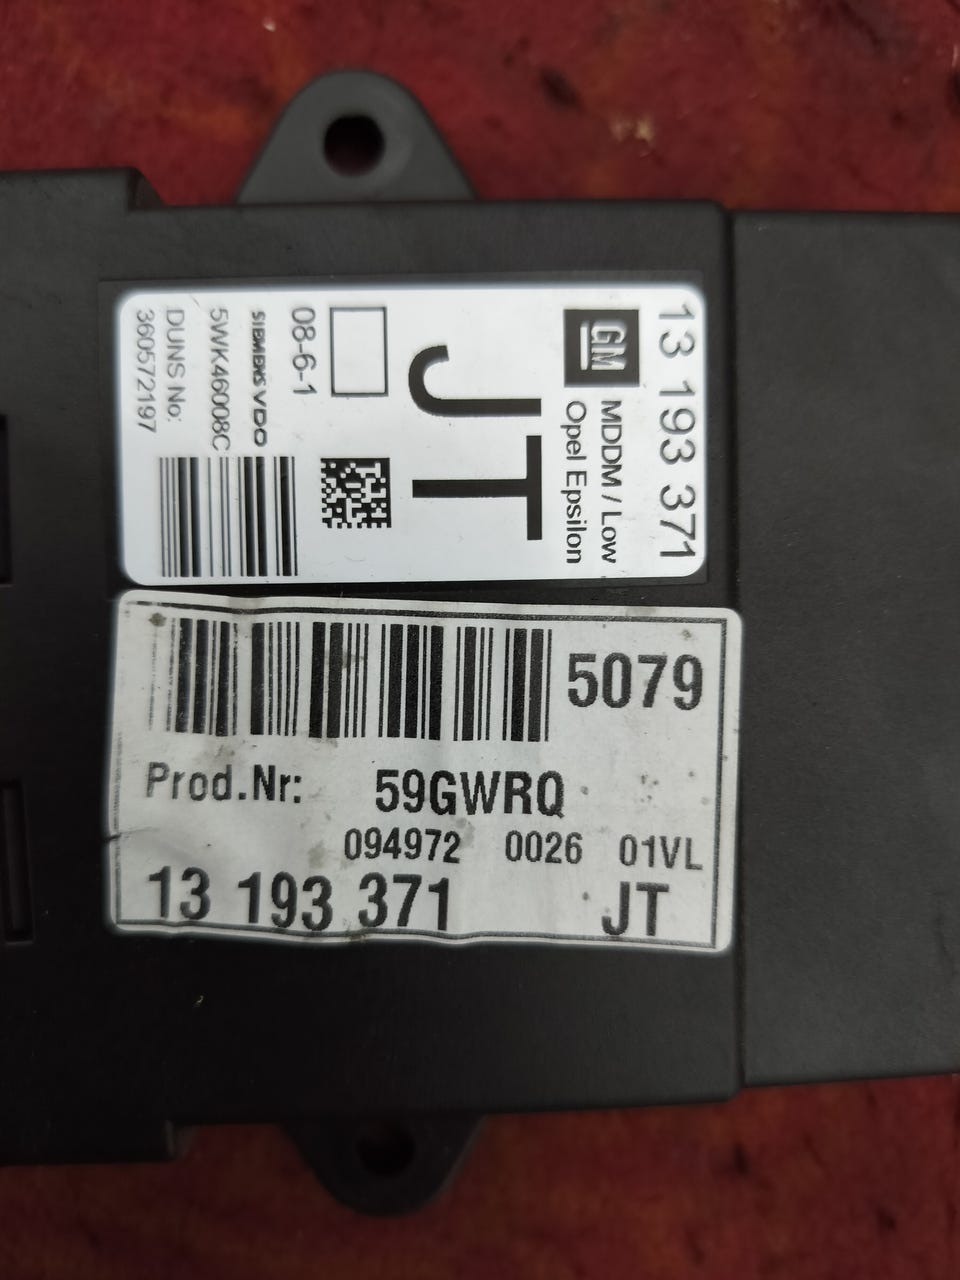 13 193 371
GM
MDDM / Low
Opel Epsilon
JT
08-6-1
SIEMENS VDO
5WK46008C
DUNS No:
360572197
5079
Prod.Nr: 59GWRQ
094972 0026 01VL
13 193 371 JT